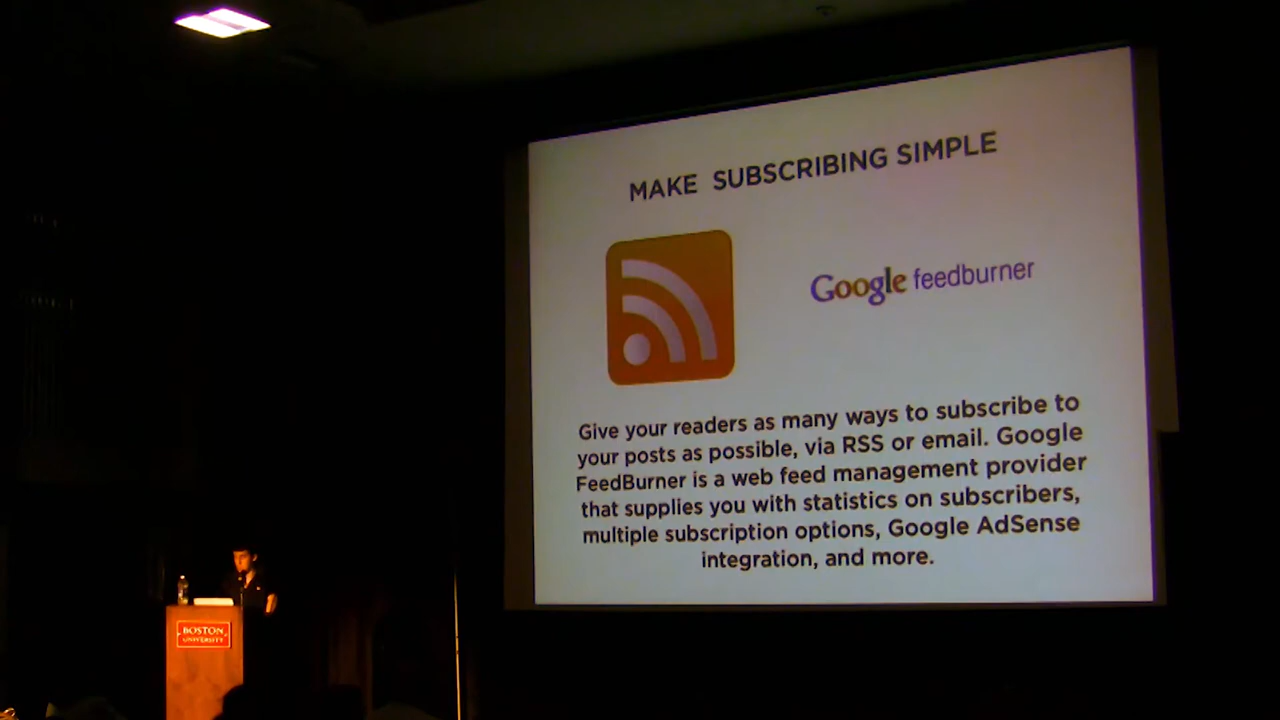 MAKE SUBSCRIBING SIMPLE
Google feedburner
Give your readers as many ways to subscribe to
your posts as possible, via RSS or email. Google
FeedBurner is a web feed management provider
that supplies you with statistics on subscribers,
multiple subscription options, Google AdSense
integration, and more.
BOSTON
UNIVERSITY